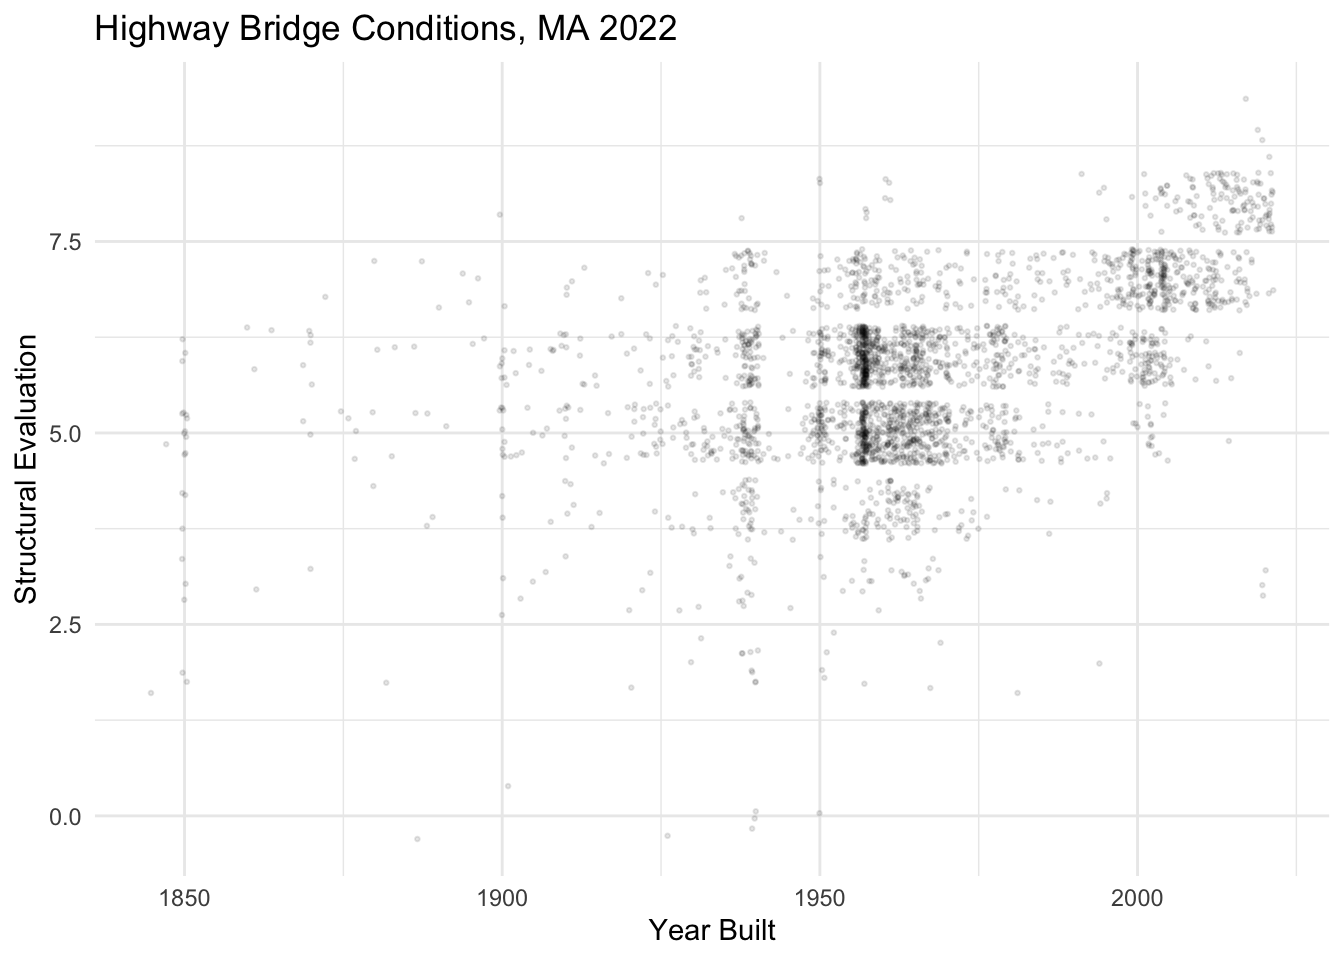 Highway Bridge Conditions, MA 2022
Structural Evaluation
7.5
5.0
2.5
0.0
1850 1900 1950 2000
Year Built